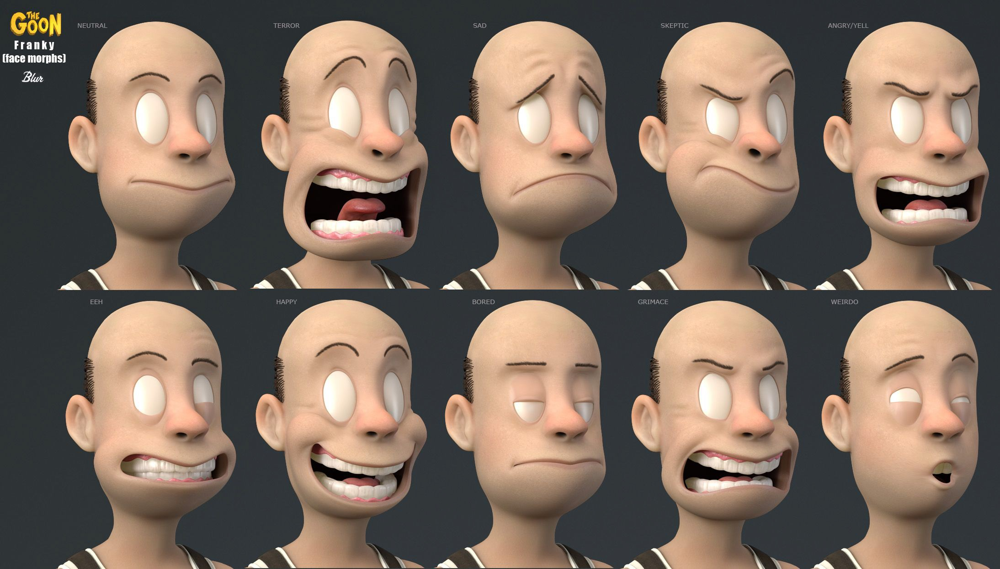 THE
GOON
Franky
(face morphs)
Blur
NEUTRAL
TERROR
SAD
SKEPTIC
ANGRY/YELL
EEH
HAPPY
BORED
GRIMACE
WEIRDO